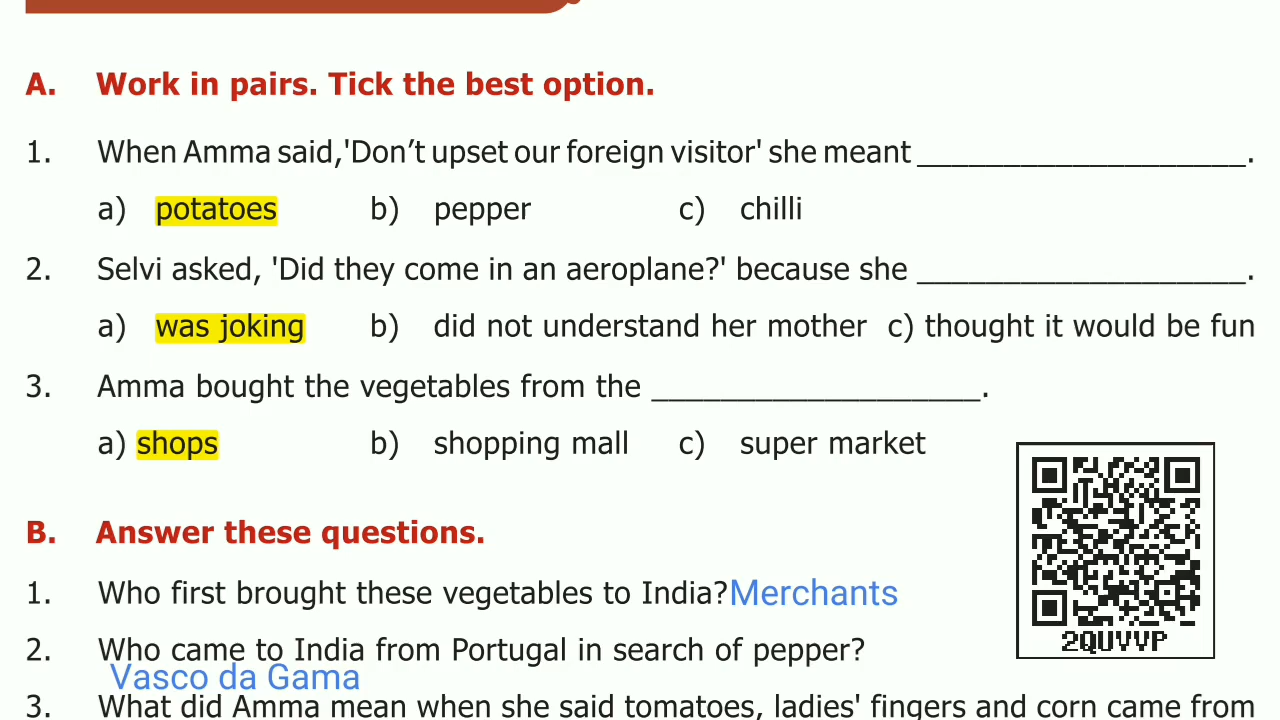 A. Work in pairs. Tick the best option.
1. When Amma said,'Don’t upset our foreign visitor' she meant ___________________.
a) potatoes b) pepper c) chilli
2. Selvi asked, 'Did they come in an aeroplane?' because she ___________________.
a) was joking b) did not understand her mother c) thought it would be fun
3. Amma bought the vegetables from the ___________________.
a) shops b) shopping mall c) super market
B. Answer these questions.
1. Who first brought these vegetables to India? Merchants
2. Who came to India from Portugal in search of pepper?
2QUVVP
Vasco da Gama
3. What did Amma mean when she said tomatoes, ladies' fingers and corn came from